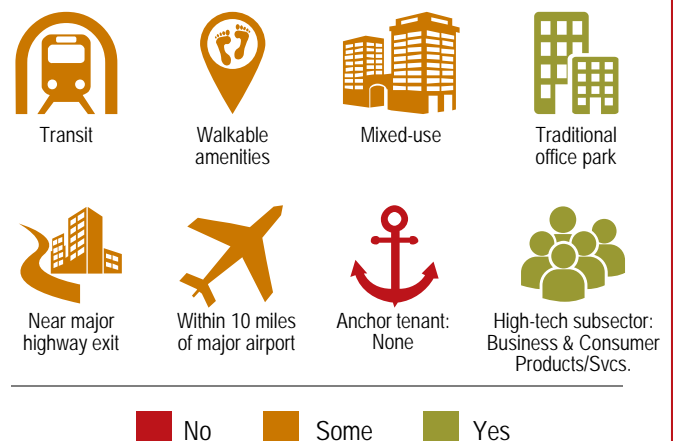 Transit
Walkable
amenities
Mixed-use
Traditional
office park
Near major
highway exit
Within 10 miles
of major airport
Anchor tenant:
None
High-tech subsector:
Business & Consumer
Products/Svcs.
No
Some
Yes